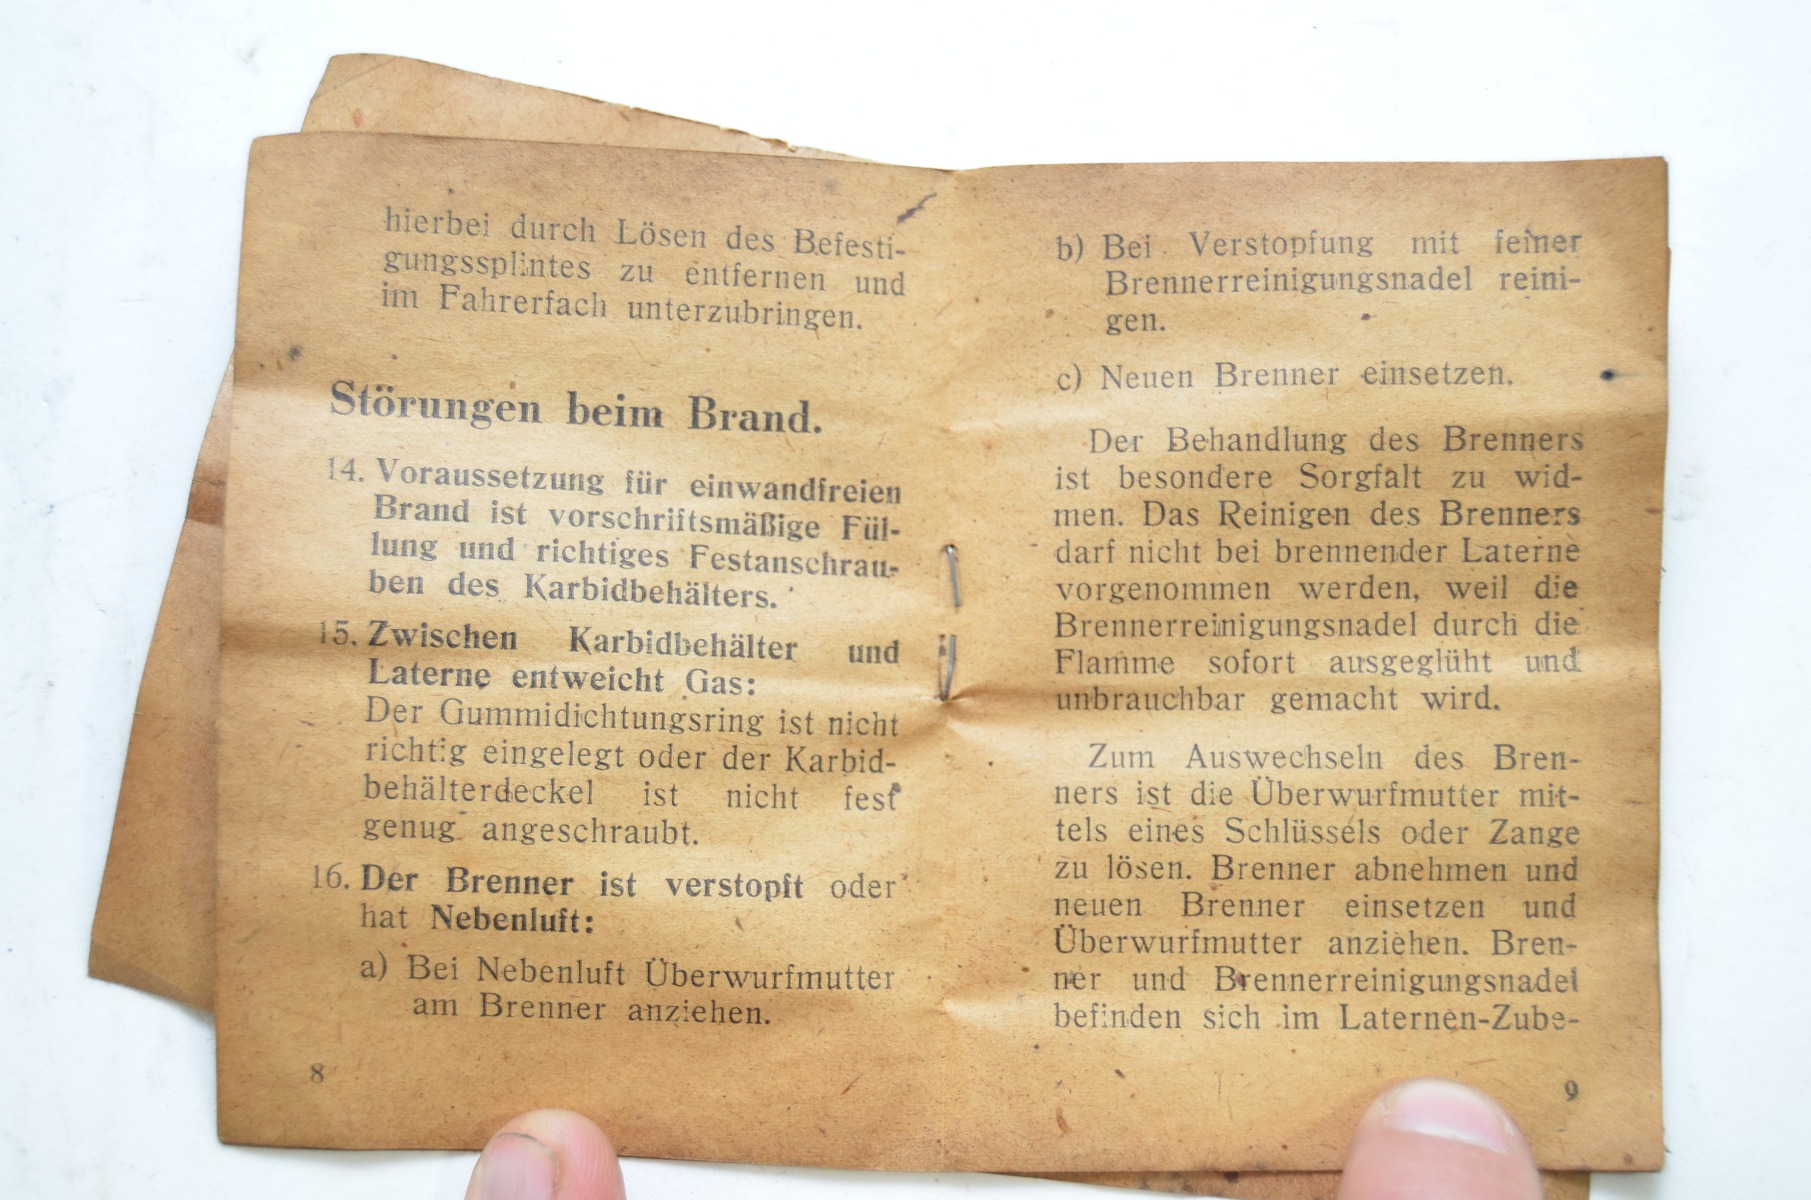 hierbei durch Lösen des Befesti-
gungssplintes zu entfernen und
im Fahrerfach unterzubringen.
Störungen beim Brand.
14. Voraussetzung für einwandfreien
Brand ist vorschriftsmäßige Fül-
lung und richtiges Festanschrau-
ben des Karbidbehälters.
15. Zwischen Karbidbehälter und
Laterne entweicht Gas:
Der Gummidichtungsring ist nicht
richtig eingelegt oder der Karbid-
behälterdeckel ist nicht fest
genug angeschraubt.
16. Der Brenner ist verstopft oder
hat Nebenluft:
a) Bei Nebenluft Überwurfmutter
am Brenner anziehen.
8
b) Bei Verstopfung mit feiner
Brennerreinigungsnadel reini-
gen.
c) Neuen Brenner einsetzen.
Der Behandlung des Brenners
ist besondere Sorgfalt zu wid-
men. Das Reinigen des Brenners
darf nicht bei brennender Laterne
vorgenommen werden, weil die
Brennerreinigungsnadel durch die
Flamme sofort ausgeglüht und
unbrauchbar gemacht wird.
Zum Auswechseln des Bren-
ners ist die Überwurfmutter mit-
tels eines Schlüssels oder Zange
zu lösen. Brenner abnehmen und
neuen Brenner einsetzen und
Überwurfmutter anziehen. Bren-
ner und Brennerreinigungsnadel
befinden sich im Laternen-Zube-
9